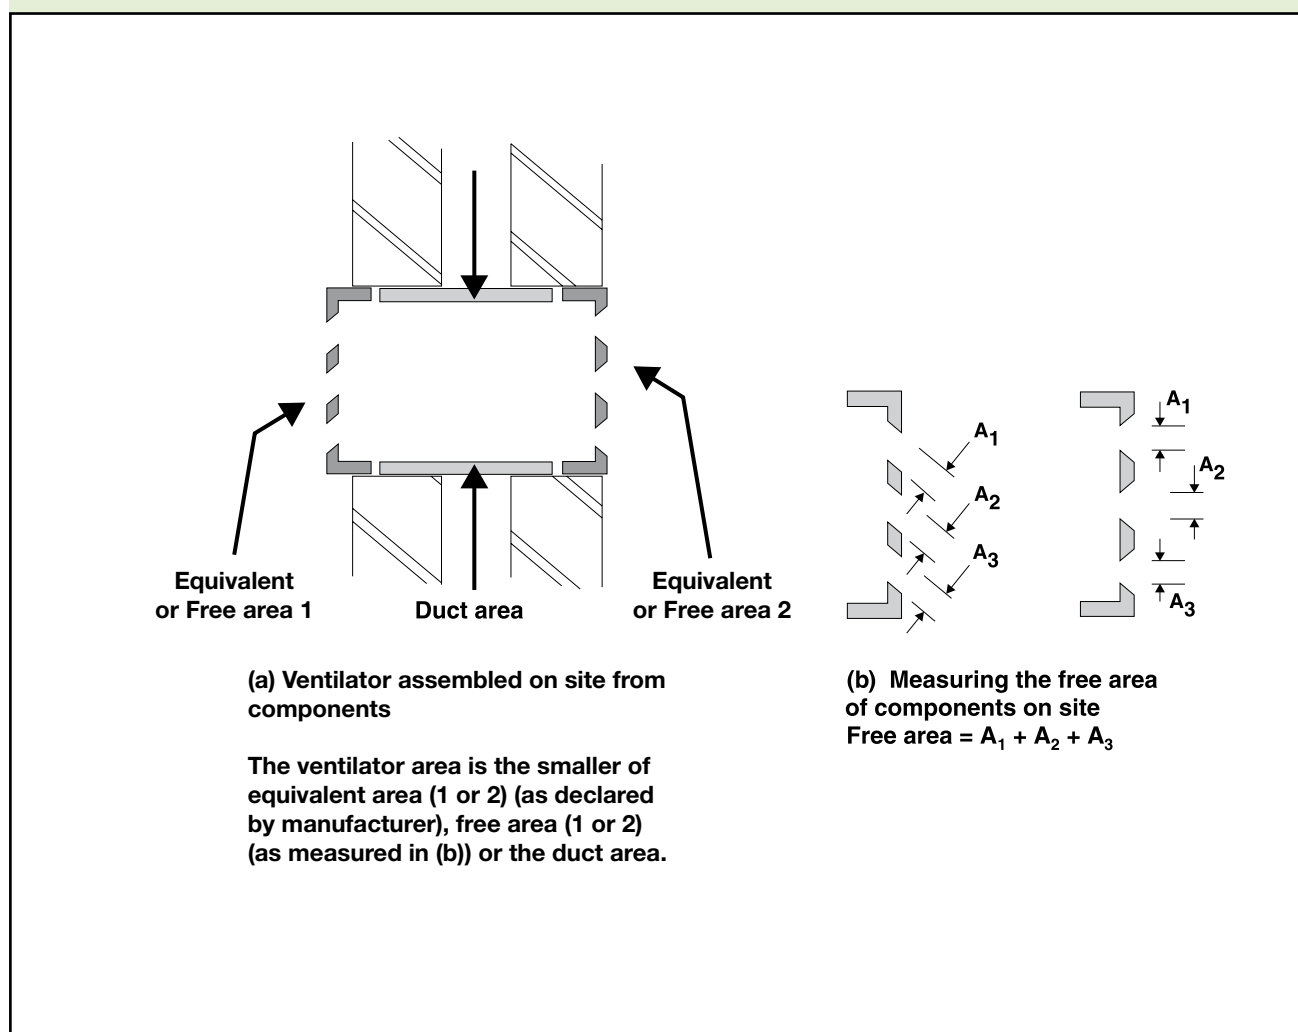 Equivalent
or Free area 1
Duct area
Equivalent
or Free area 2
(a) Ventilator assembled on site from
components
The ventilator area is the smaller of
equivalent area (1 or 2) (as declared
by manufacturer), free area (1 or 2)
(as measured in (b)) or the duct area.
A1
A2
A3
A1
A2
A3
(b) Measuring the free area
of components on site
Free area = A1 + A2 + A3